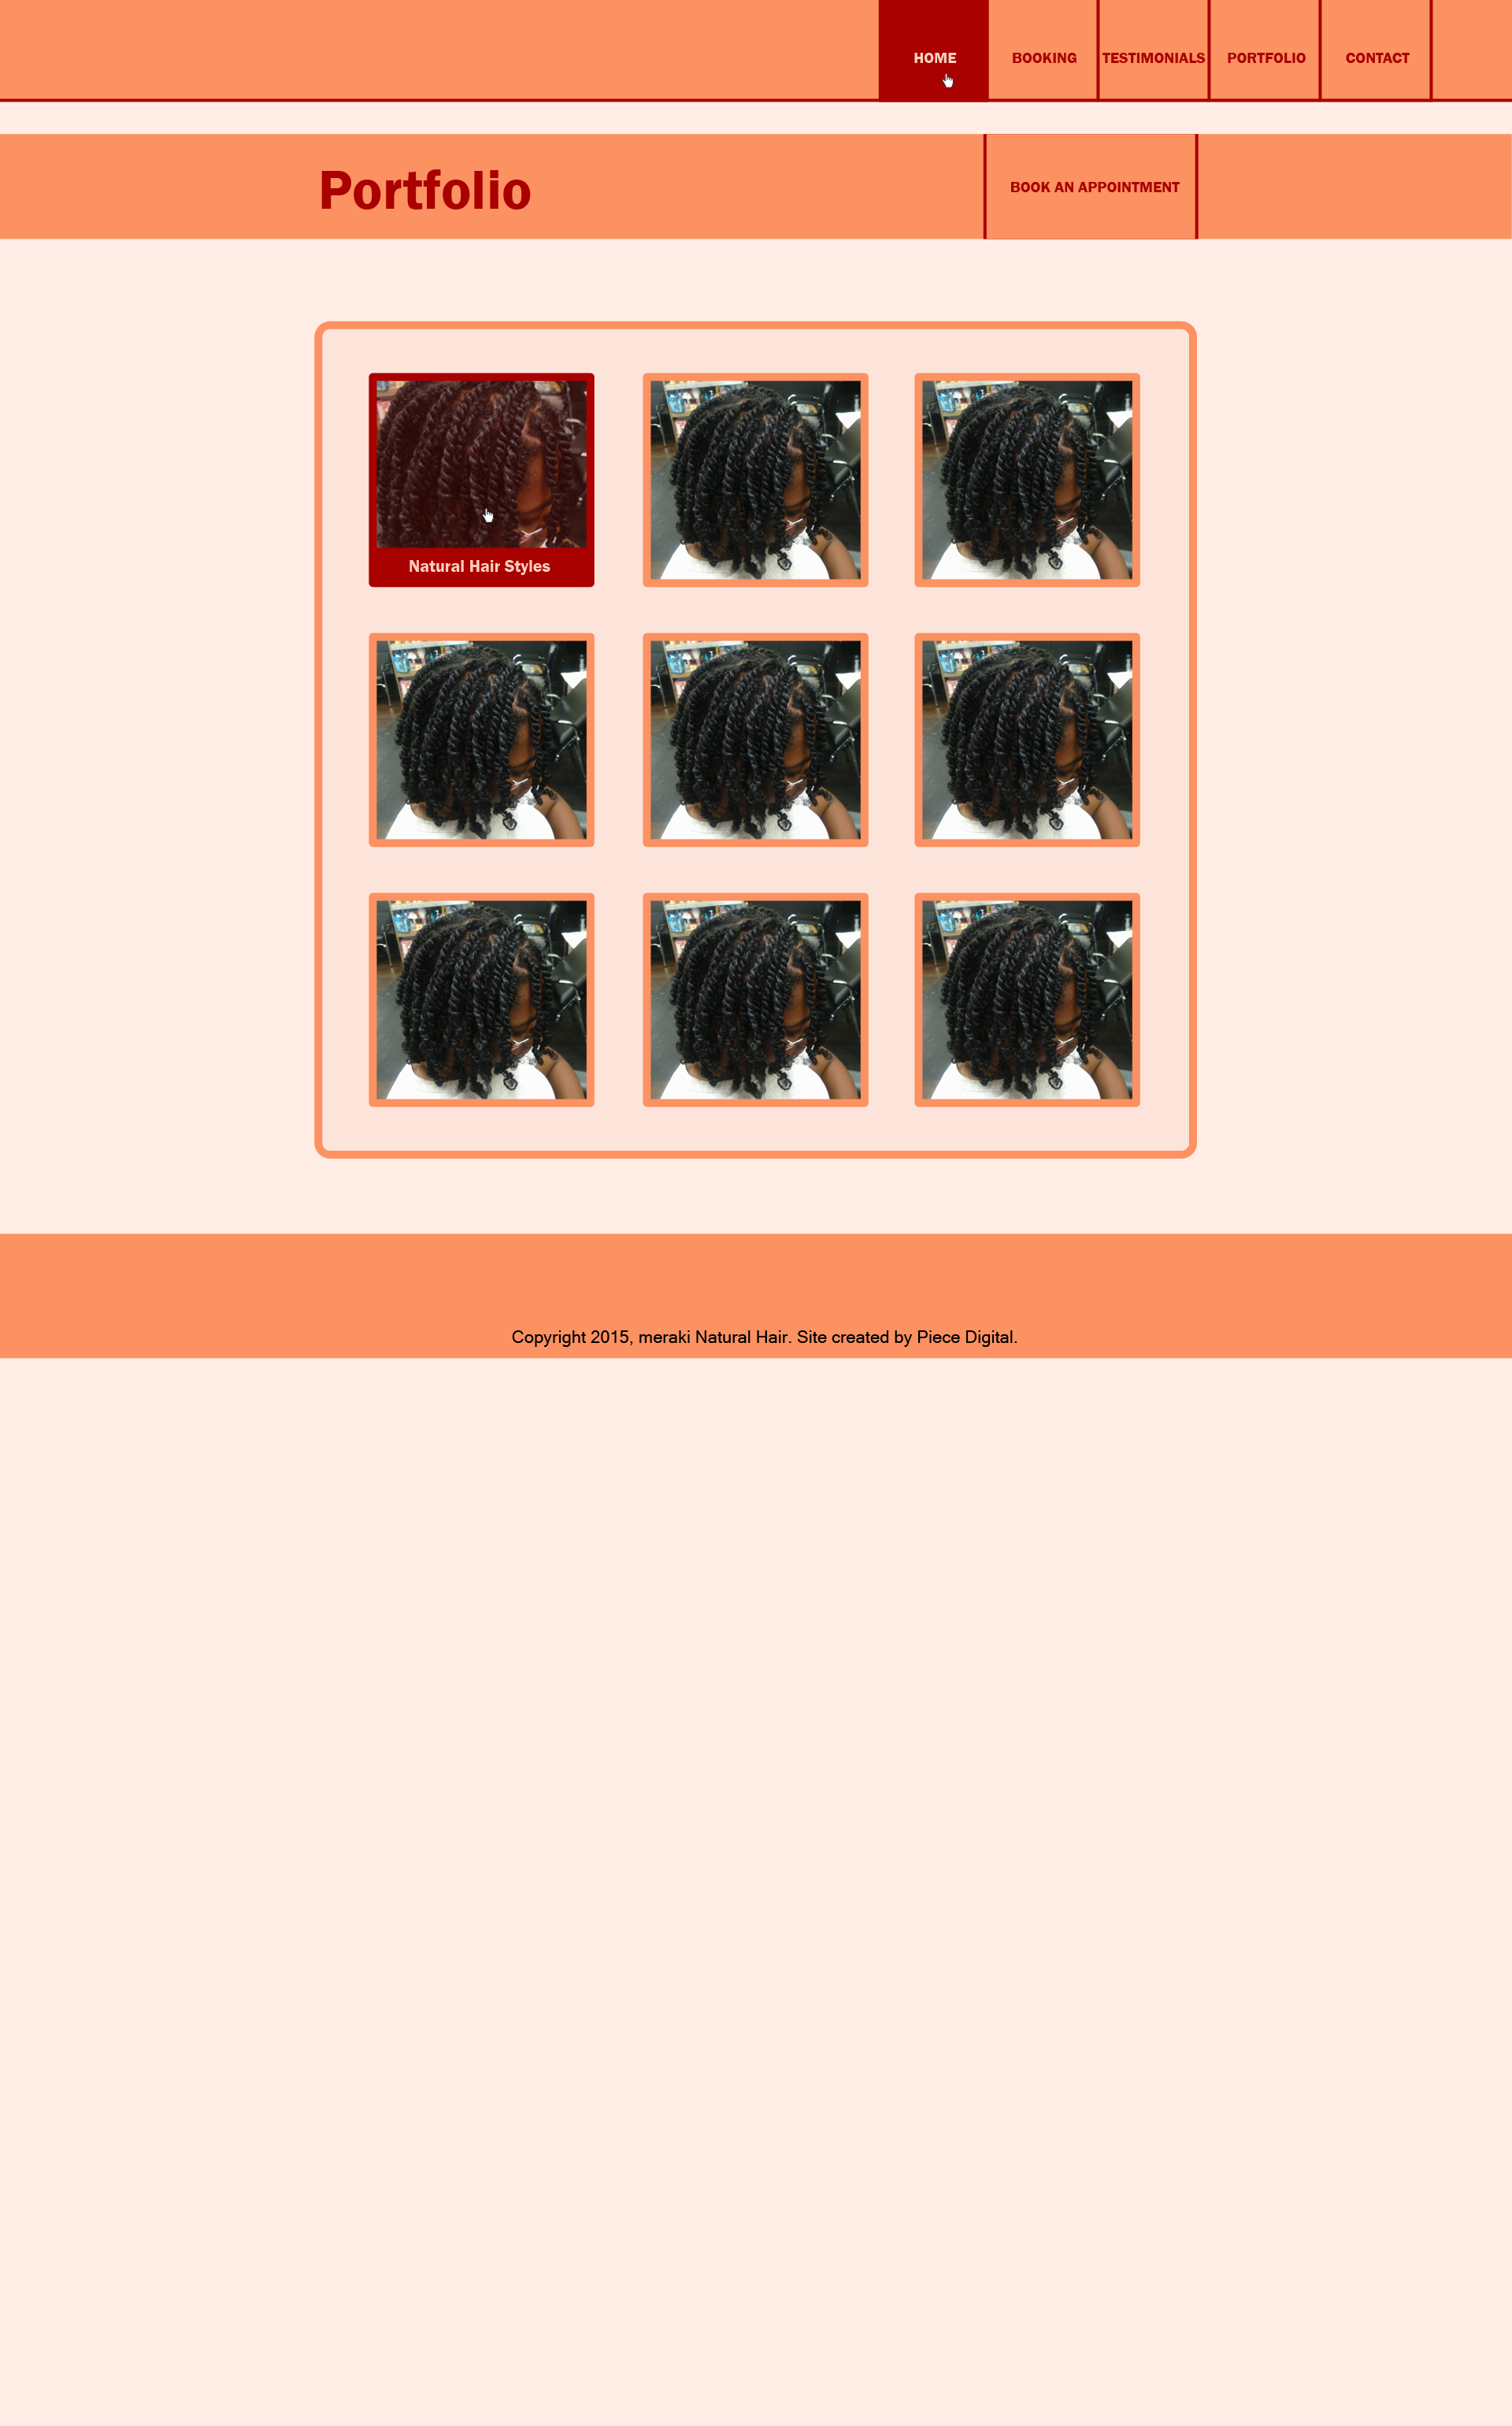 HOME
BOOKING
TESTIMONIALS
PORTFOLIO
CONTACT
Portfolio
BOOK AN APPOINTMENT
Natural Hair Styles
Copyright 2015, meraki Natural Hair. Site created by Piece Digital.